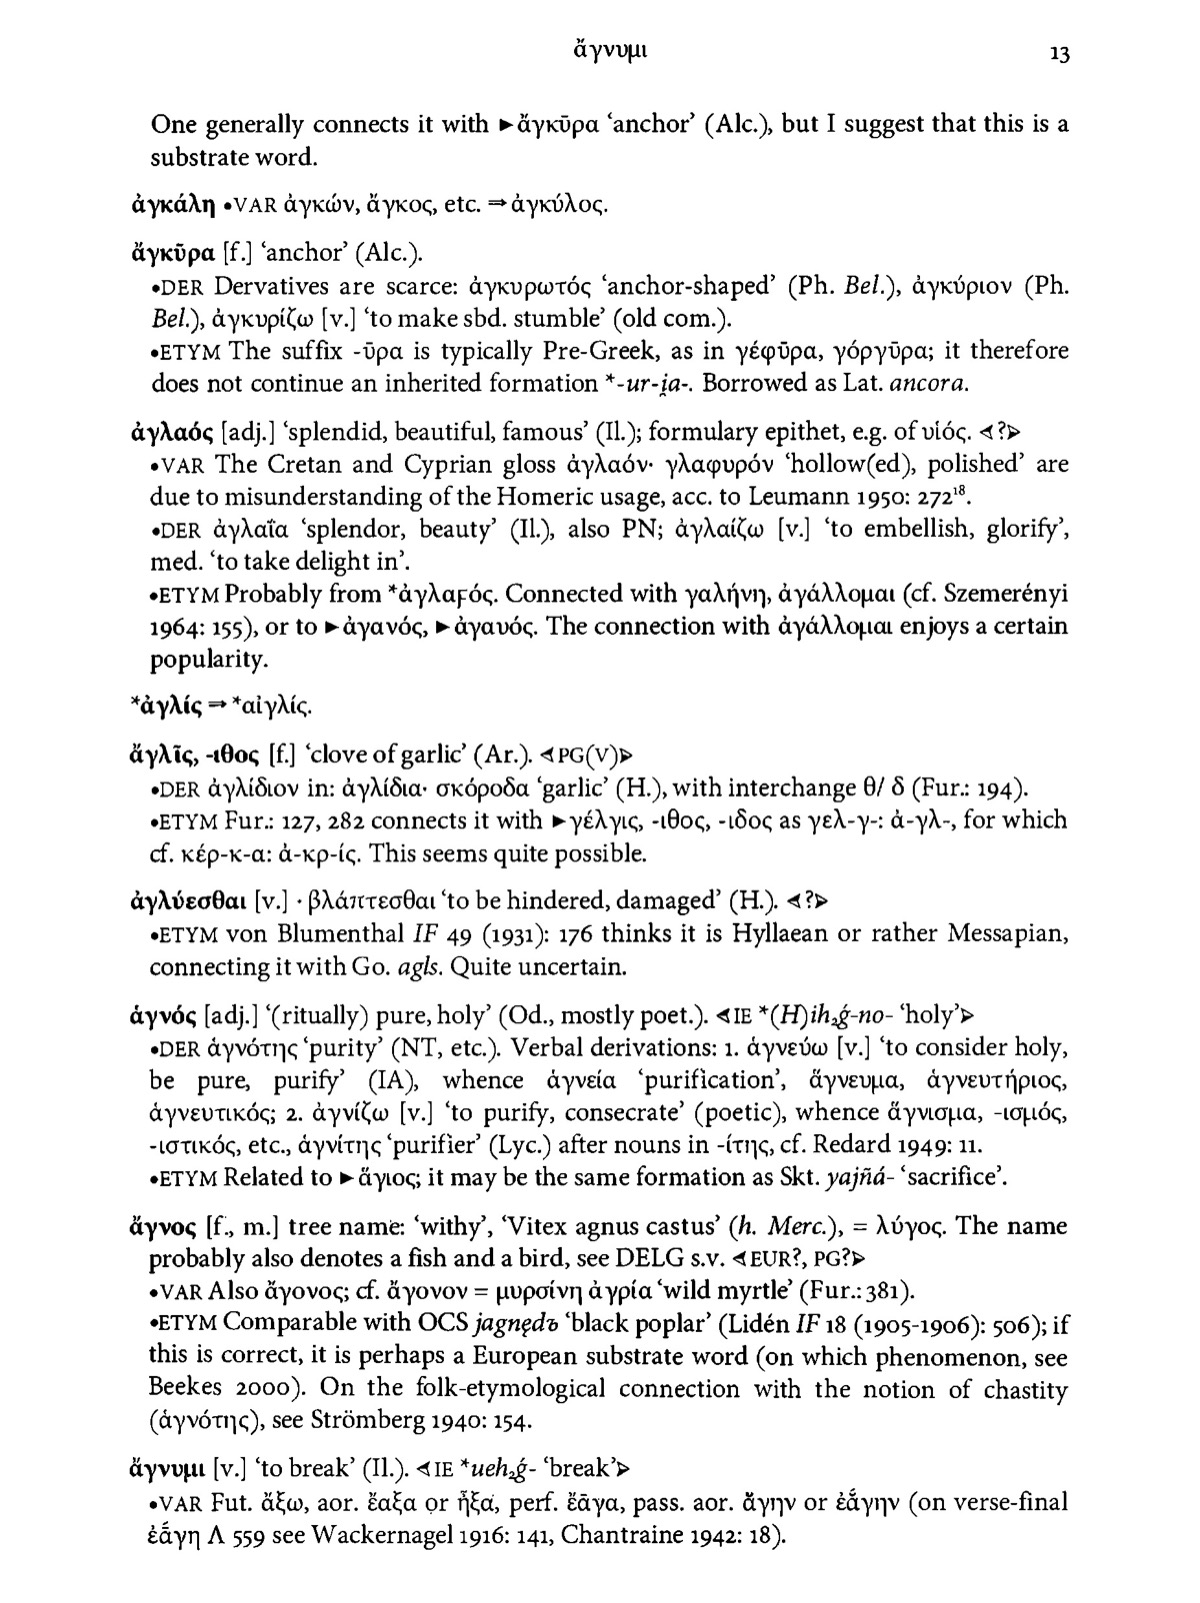 ἄγνυμι 13
One generally connects it with ►ἄγκῡρα ‘anchor’ (Alc.), but I suggest that this is a
substrate word.
ἀγκάλη •VAR ἀγκών, ἄγκος, etc. ⇒ἀγκύλος.
ἄγκῡρα [f.] ‘anchor’ (Alc.).
•DER Dervatives are scarce: ἀγκυρωτός ‘anchor-shaped’ (Ph. Bel.), ἀγκύριον (Ph.
Bel.), ἀγκυρίζω [v.] ‘to make sbd. stumble’ (old com.).
•ETYM The suffix -ῡρα is typically Pre-Greek, as in γέφῡρα, γόργῡρα; it therefore
does not continue an inherited formation *-ur-i̯a-. Borrowed as Lat. ancora.
ἀγλαός [adj.] ‘splendid, beautiful, famous’ (Il.); formulary epithet, e.g. of υἱός. ⊲?⊳
•VAR The Cretan and Cyprian gloss ἀγλαόν· γλαφυρόν ‘hollow(ed), polished’ are
due to misunderstanding of the Homeric usage, acc. to Leumann 1950: 272¹⁸.
•DER ἀγλαΐα ‘splendor, beauty’ (Il.), also PN; ἀγλαίζω [v.] ‘to embellish, glorify’,
med. ‘to take delight in’.
•ETYM Probably from *ἀγλαϝός. Connected with γαλήνη, ἀγάλλομαι (cf. Szemerényi
1964: 155), or to ►ἀγανός, ►ἀγαυός. The connection with ἀγάλλομαι enjoys a certain
popularity.
*ἀγλίς ⇒ *αἰγλίς.
ἄγλῑς, -ιθος [f.] ‘clove of garlic’ (Ar.). ⊲PG(V)⊳
•DER ἀγλίδιον in: ἀγλίδια· σκόροδα ‘garlic’ (H.), with interchange θ/ δ (Fur.: 194).
•ETYM Fur.: 127, 282 connects it with ►γέλγις, -ιθος, -ιδος as γελ-γ-: ἀ-γλ-, for which
cf. κέρ-κ-α: ἀ-κρ-ίς. This seems quite possible.
ἀγλύεσθαι [v.] · βλάπτεσθαι ‘to be hindered, damaged’ (H.). ⊲?⊳
•ETYM von Blumenthal IF 49 (1931): 176 thinks it is Hyllaean or rather Messapian,
connecting it with Go. agls. Quite uncertain.
ἁγνός [adj.] ‘(ritually) pure, holy’ (Od., mostly poet.). ⊲IE *(H)ih₂ǵ-no- ‘holy’⊳
•DER ἁγνότης ‘purity’ (NT, etc.). Verbal derivations: 1. ἁγνεύω [v.] ‘to consider holy,
be pure, purify’ (IA), whence ἁγνεία ‘purification’, ἅγνευμα, ἁγνευτήριος,
ἁγνευτικός; 2. ἁγνίζω [v.] ‘to purify, consecrate’ (poetic), whence ἅγνισμα, -ισμός,
-ιστικός, etc., ἁγνίτης ‘purifier’ (Lyc.) after nouns in -ίτης, cf. Redard 1949: 11.
•ETYM Related to ►ἅγιος; it may be the same formation as Skt. yajñá- ‘sacrifice’.
ἄγνος [f., m.] tree name: ‘withy’, ‘Vitex agnus castus’ (h. Merc.), = λύγος. The name
probably also denotes a fish and a bird, see DELG s.v. ⊲EUR?, PG?⊳
•VAR Also ἄγονος; cf. ἄγονον = μυρσίνη ἀγρία ‘wild myrtle’ (Fur.: 381).
•ETYM Comparable with OCS jagnędъ ‘black poplar’ (Lidén IF 18 (1905-1906): 506); if
this is correct, it is perhaps a European substrate word (on which phenomenon, see
Beekes 2000). On the folk-etymological connection with the notion of chastity
(ἁγνότης), see Strömberg 1940: 154.
ἄγνυμι [v.] ‘to break’ (Il.). ⊲IE *ueh₂ǵ- ‘break’⊳
•VAR Fut. ἄξω, aor. ἔαξα or ἦξα, perf. ἔᾱγα, pass. aor. ἄ̆γην or ἐά̄γην (on verse-final
ἐά̄γη Λ 559 see Wackernagel 1916: 141, Chantraine 1942: 18).